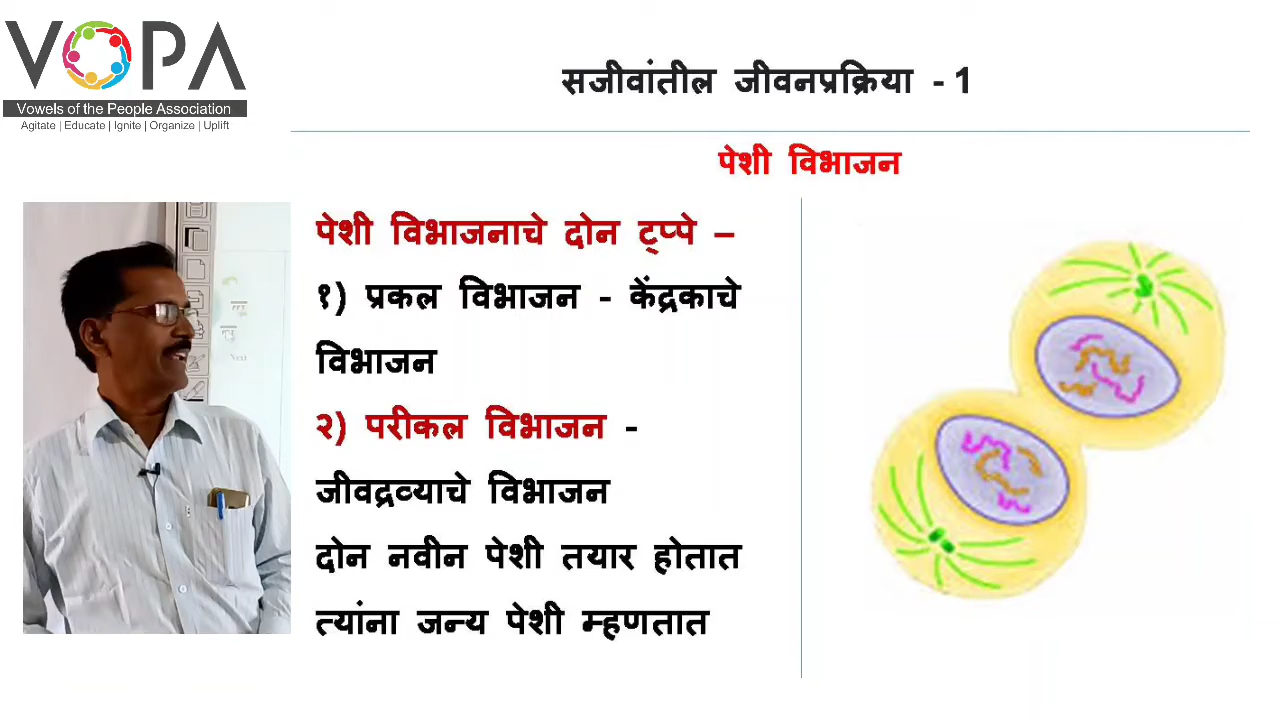 VOPA
Vowels of the People Association
Agitate | Educate | Ignite | Organize | Uplift
सजीवांतील जीवनप्रक्रिया - 1
पेशी विभाजन
पेशी विभाजनाचे दोन ट्प्पे –
१) प्रकल विभाजन - केंद्रकाचे
विभाजन
२) परीकल विभाजन -
जीवद्रव्याचे विभाजन
दोन नवीन पेशी तयार होतात
त्यांना जन्य पेशी म्हणतात
Next